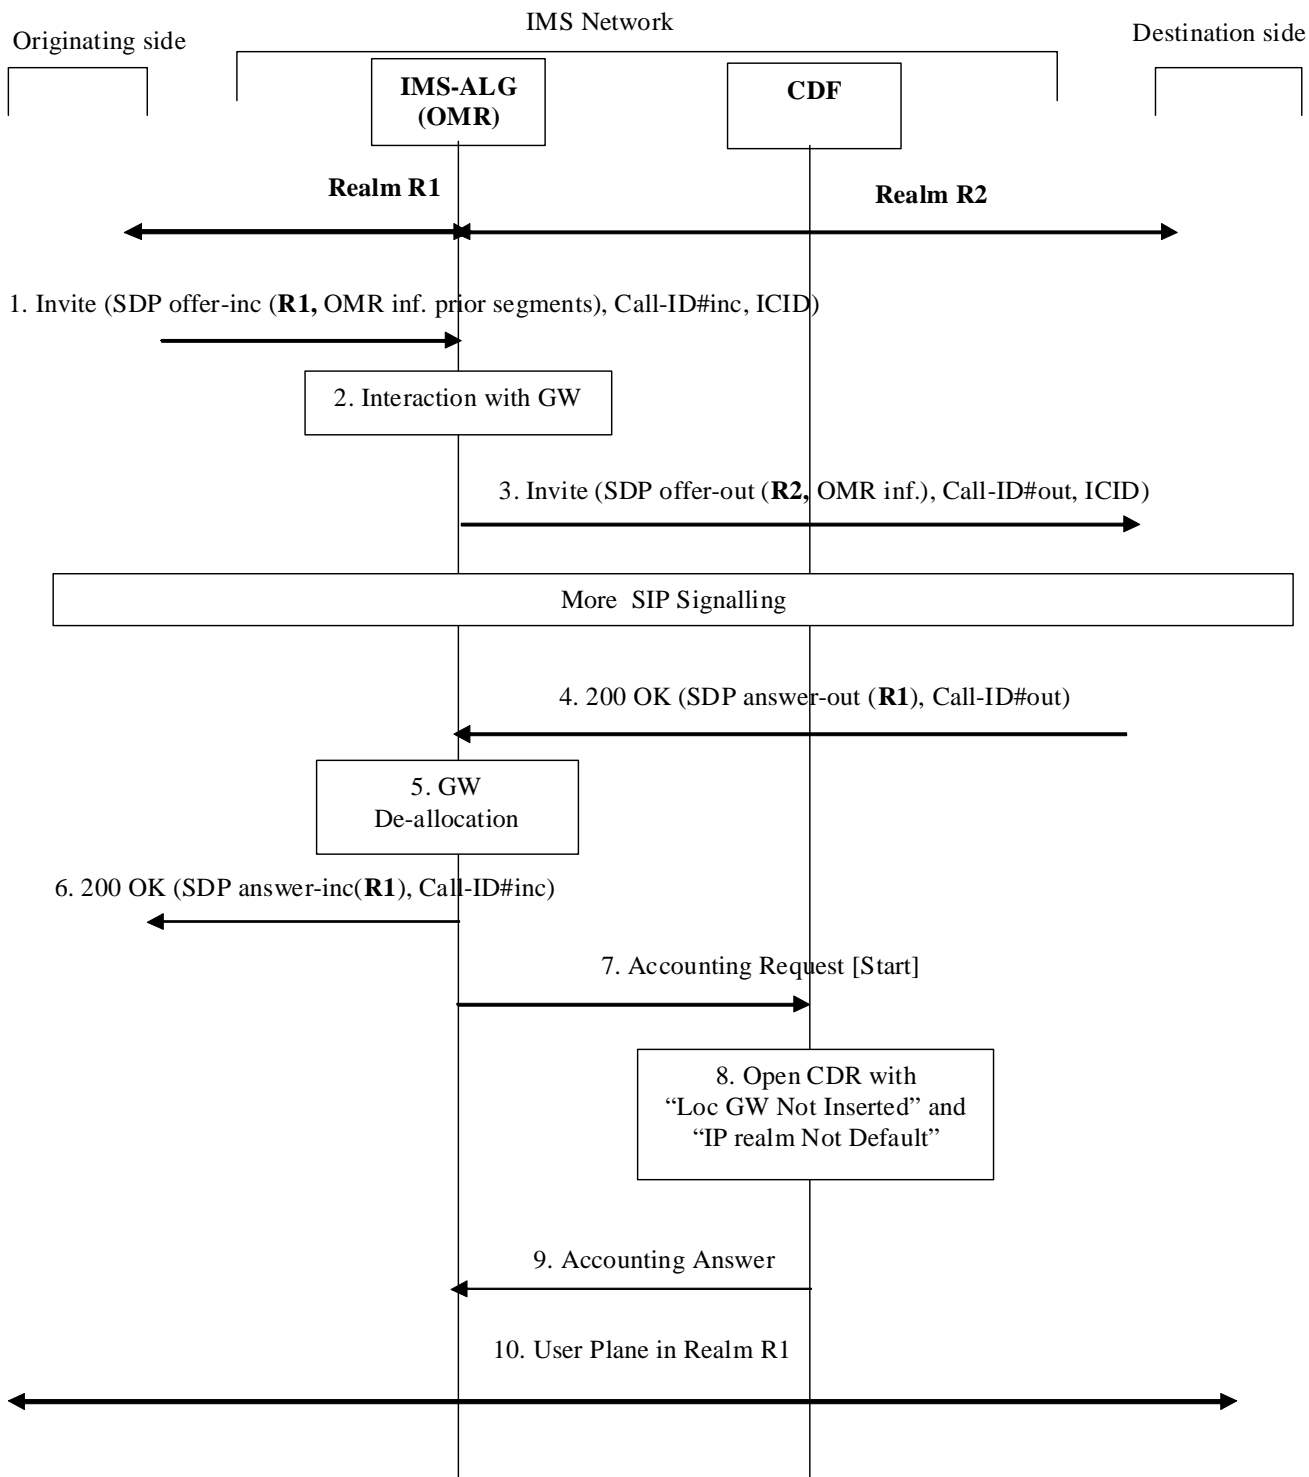 IMS Network
Originating side
Destination side
IMS-ALG
(OMR)
CDF
Realm R1
Realm R2
1. Invite (SDP offer-inc (R1, OMR inf. prior segments), Call-ID#inc, ICID)
2. Interaction with GW
3. Invite (SDP offer-out (R2, OMR inf.), Call-ID#out, ICID)
More SIP Signalling
4. 200 OK (SDP answer-out (R1), Call-ID#out)
5. GW
De-allocation
6. 200 OK (SDP answer-inc(R1), Call-ID#inc)
7. Accounting Request [Start]
8. Open CDR with
“Loc GW Not Inserted” and
“IP realm Not Default”
9. Accounting Answer
10. User Plane in Realm R1